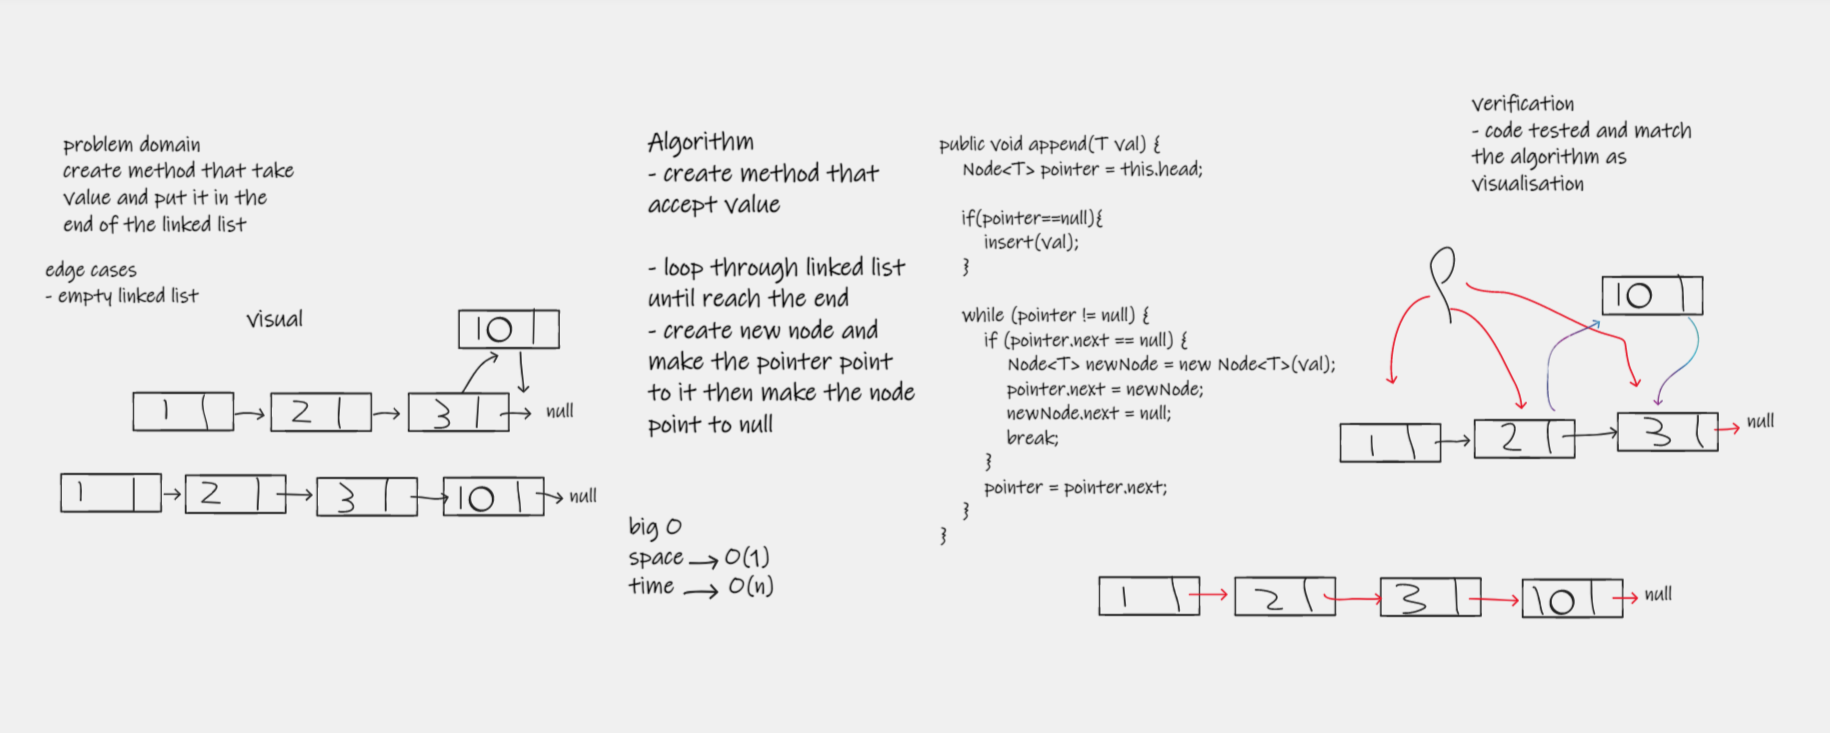 problem domain
create method that take
value and put it in the
end of the linked list
edge cases
- empty linked list
visual
10
1 2 3 null
1 2 3 10 null
Algorithm
- create method that
accept value
- loop through linked list
until reach the end
- create new node and
make the pointer point
to it then make the node
point to null
big O
space → O(1)
time → O(n)
public void append(T val) {
Node<T> pointer = this.head;
if(pointer==null){
insert(val);
}
while (pointer != null) {
if (pointer.next == null) {
Node<T> newNode = new Node<T>(val);
pointer.next = newNode;
newNode.next = null;
break;
}
pointer = pointer.next;
}
}
verification
- code tested and match
the algorithm as
visualisation
10
1 2 3 null
1 2 3 10 null